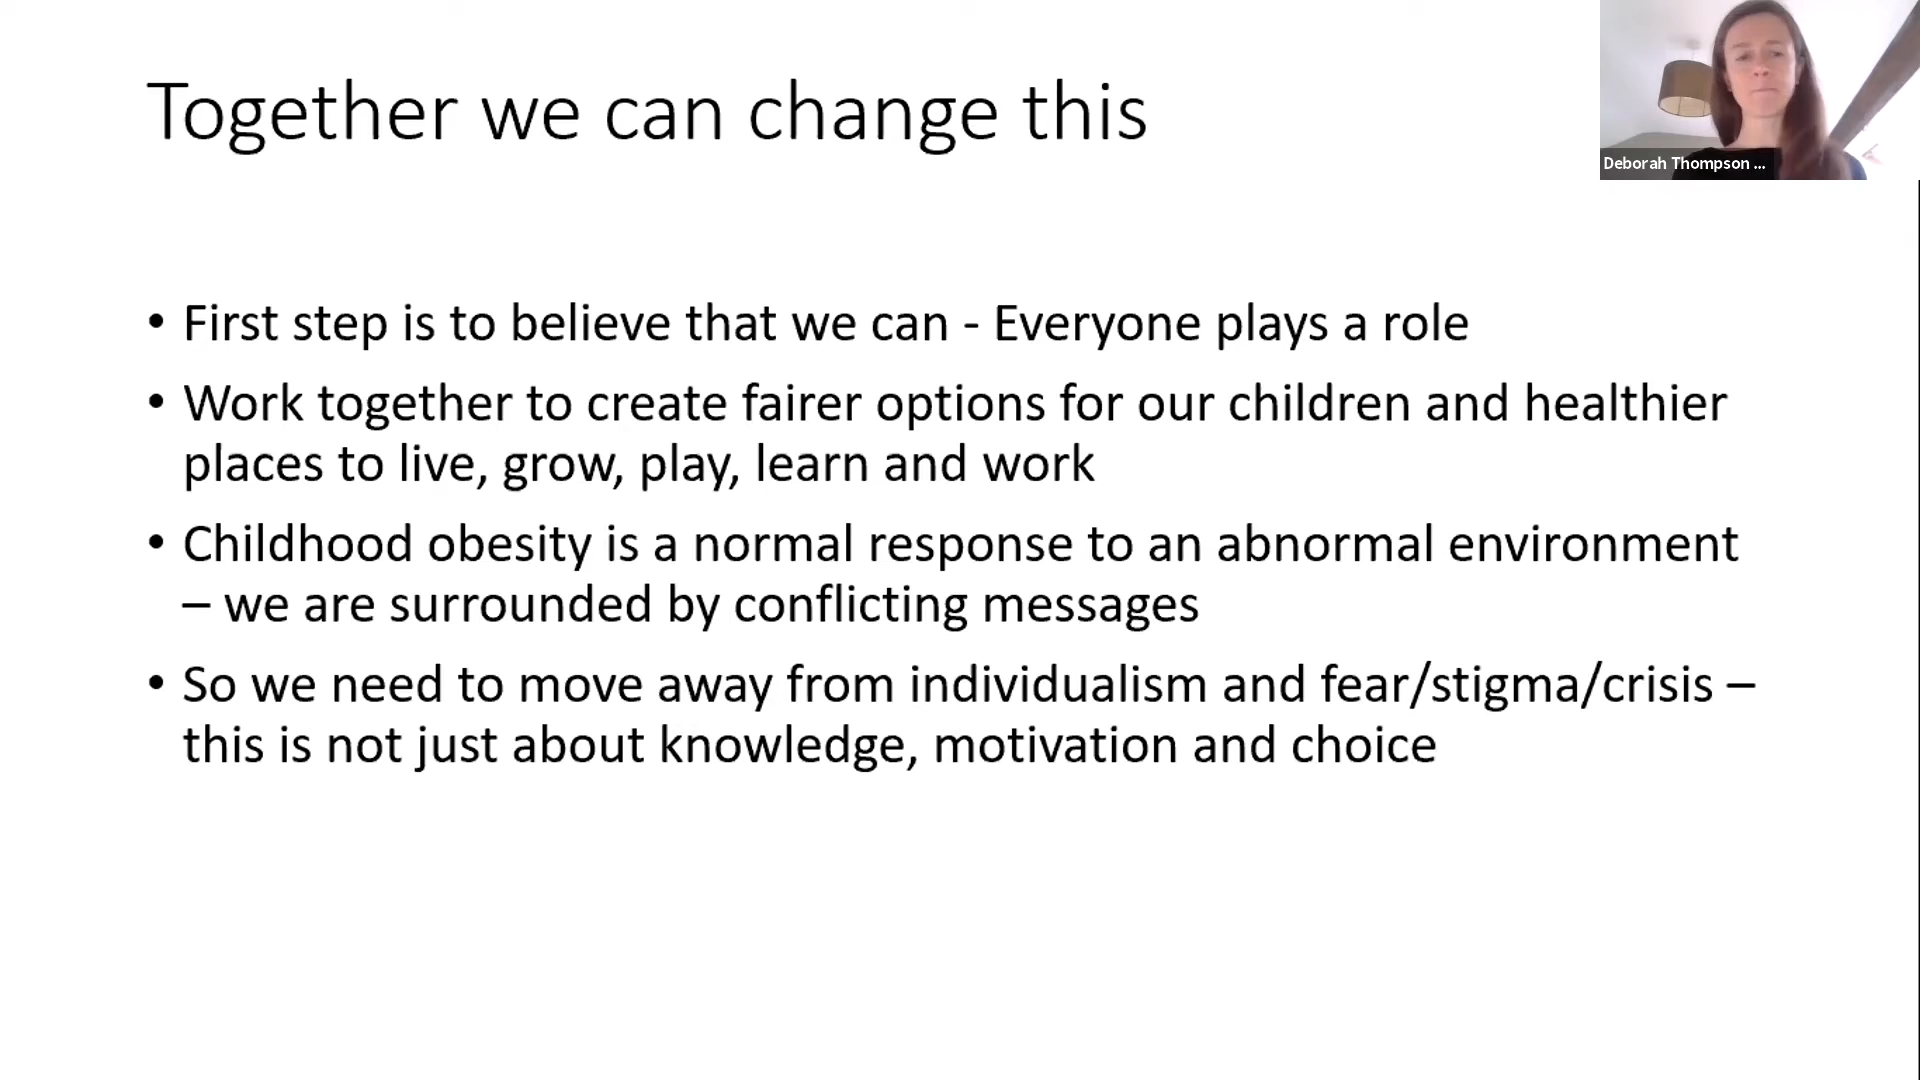 Together we can change this
Deborah Thompson ...
• First step is to believe that we can - Everyone plays a role
• Work together to create fairer options for our children and healthier
places to live, grow, play, learn and work
• Childhood obesity is a normal response to an abnormal environment
– we are surrounded by conflicting messages
• So we need to move away from individualism and fear/stigma/crisis –
this is not just about knowledge, motivation and choice